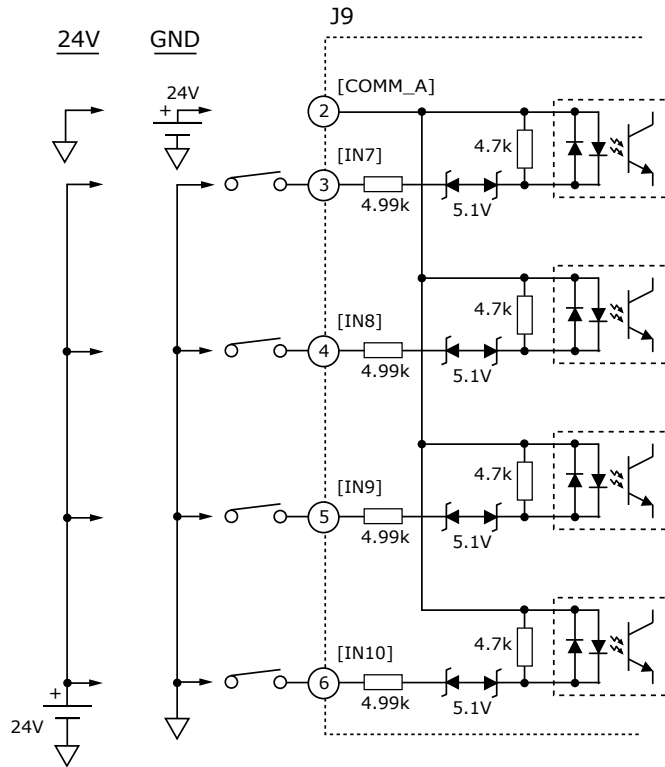 J9
24V
GND
[COMM_A]
24V
+
2
4.7k
[IN7]
3
4.99k
5.1V
4.7k
[IN8]
4
4.99k
5.1V
4.7k
[IN9]
5
4.99k
5.1V
4.7k
[IN10]
6
4.99k
5.1V
+
24V